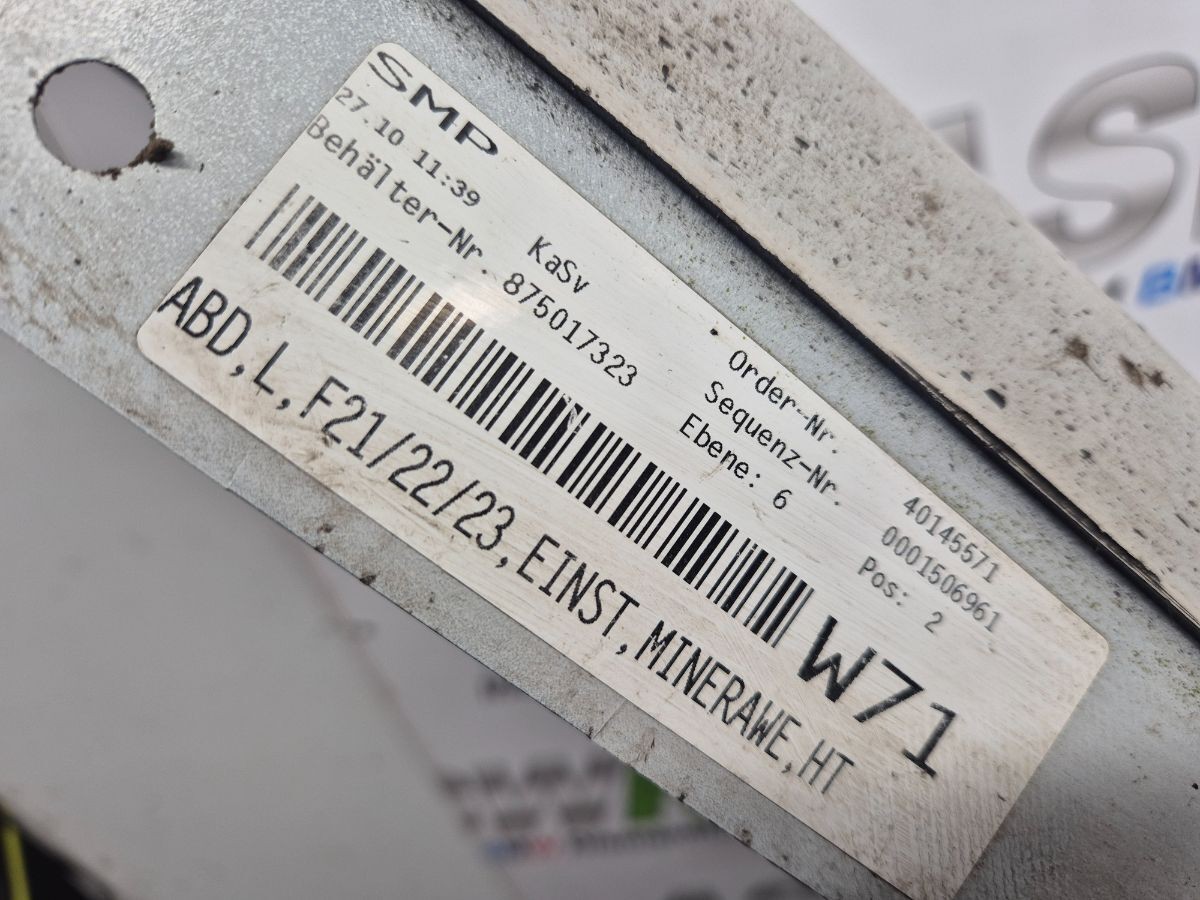 SMP
27.10 11:39 KaSv Order-Nr. 40145571
Behälter-Nr. 875017323 Sequenz-Nr. 0001506961
Ebene: 6 Pos: 2
W71
ABD,L,F21/22/23,EINST,MINERAWE,HT